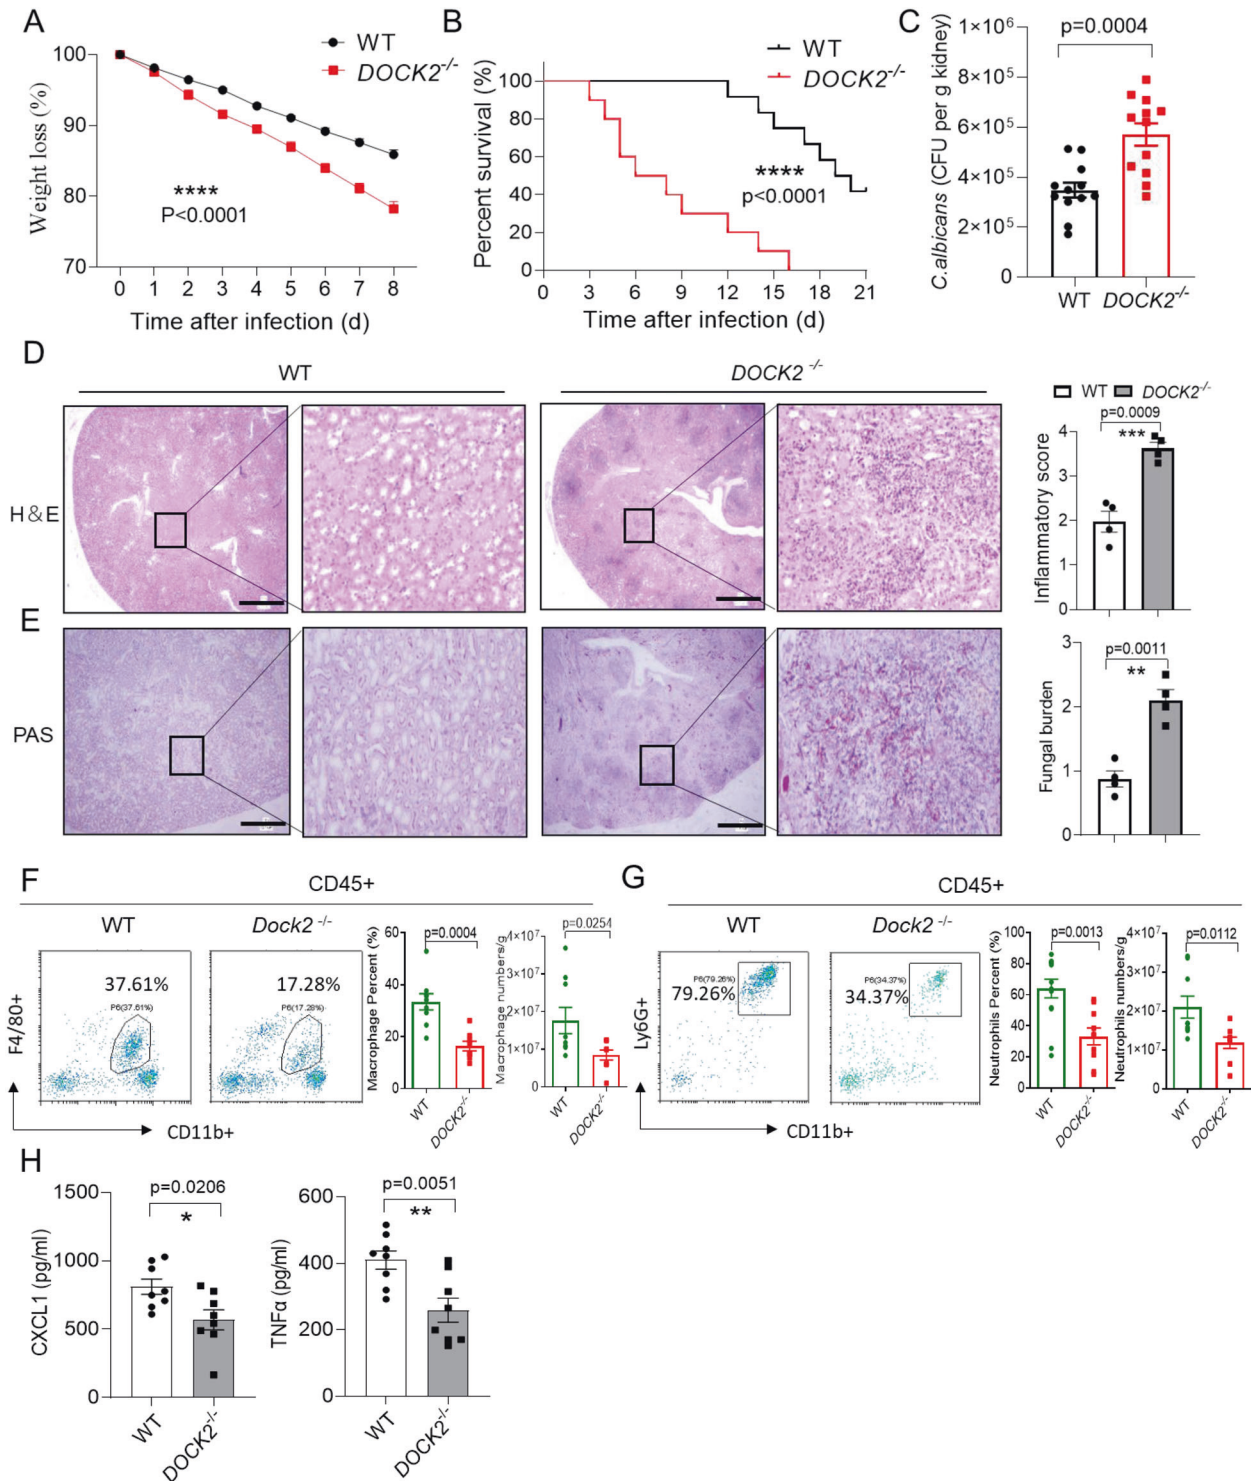 A
WT
DOCK2-/-
Weight loss (%)
100
90
80
70
****
P<0.0001
0 1 2 3 4 5 6 7 8
Time after infection (d)
B
WT
DOCK2-/-
Percent survival (%)
100
80
60
40
20
0
****
p<0.0001
0 3 6 9 12 15 18 21
Time after infection (d)
C
p=0.0004
C.albicans (CFU per g kidney)
1×10⁶
8×10⁵
6×10⁵
4×10⁵
2×10⁵
0
WT DOCK2-/-
D
WT
DOCK2 -/-
H&E
WT DOCK2-/-
p=0.0009
***
Inflammatory score
4
2
0
E
PAS
p=0.0011
**
Fungal burden
3
2
1
0
F
CD45+
WT
Dock2 -/-
37.61%
P6(37.61%)
17.28%
P6(17.28%)
F4/80+
CD11b+
p=0.0004
Macrophage Percent (%)
60
40
20
0
WT
DOCK2-/-
p=0.0254
Macrophage numbers/g
4×10⁷
3×10⁷
2×10⁷
1×10⁷
0
WT
DOCK2-/-
G
CD45+
WT
Dock2 -/-
P6(79.26%)
79.26%
P6(34.37%)
34.37%
Ly6G+
CD11b+
p=0.0013
Neutrophils Percent (%)
100
80
60
40
20
0
WT
DOCK2-/-
p=0.0112
Neutrophils numbers/g
4×10⁷
3×10⁷
2×10⁷
1×10⁷
0
WT
DOCK2-/-
H
p=0.0206
*
CXCL1 (pg/ml)
1500
1000
500
0
WT
DOCK2-/-
p=0.0051
**
TNFα (pg/ml)
600
400
200
0
WT
DOCK2-/-